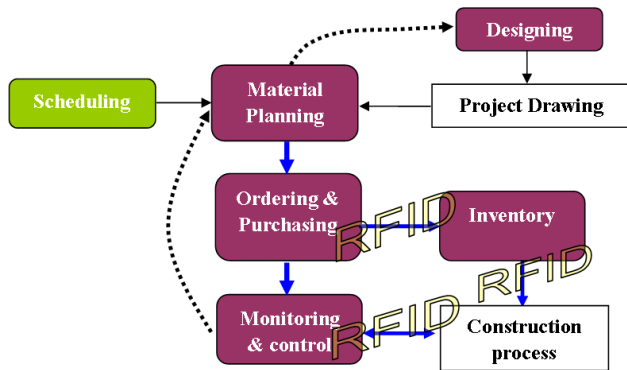 Designing
Scheduling
Material
Planning
Project Drawing
Ordering &
Purchasing
RFID
Inventory
RFID
Monitoring
& control
RFID
Construction
process